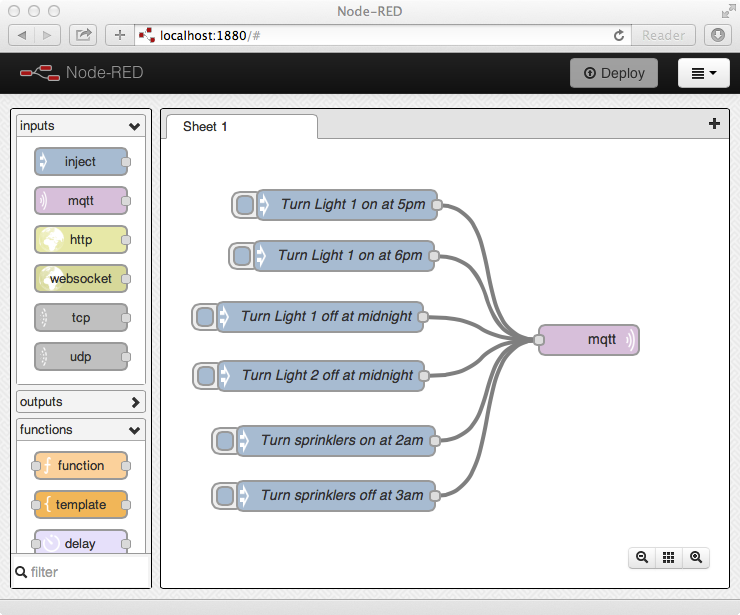 Node-RED
localhost:1880/#
Reader
Node-RED
Deploy
inputs
inject
mqtt
http
websocket
tcp
udp
outputs
functions
function
template
delay
filter
Sheet 1
Turn Light 1 on at 5pm
Turn Light 1 on at 6pm
Turn Light 1 off at midnight
Turn Light 2 off at midnight
Turn sprinklers on at 2am
Turn sprinklers off at 3am
mqtt